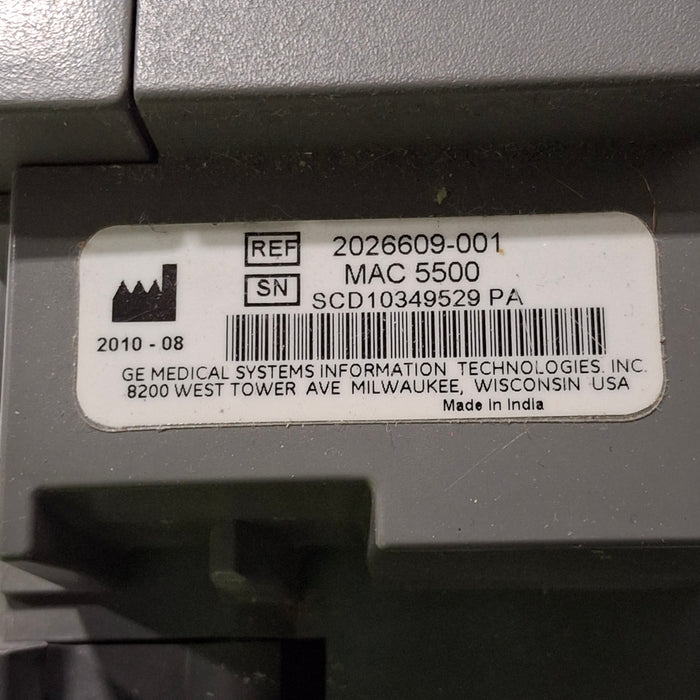 REF 2026609-001
MAC 5500
SN SCD10349529 PA
2010 - 08
GE MEDICAL SYSTEMS INFORMATION TECHNOLOGIES. INC.
8200 WEST TOWER AVE MILWAUKEE, WISCONSIN USA
Made in India